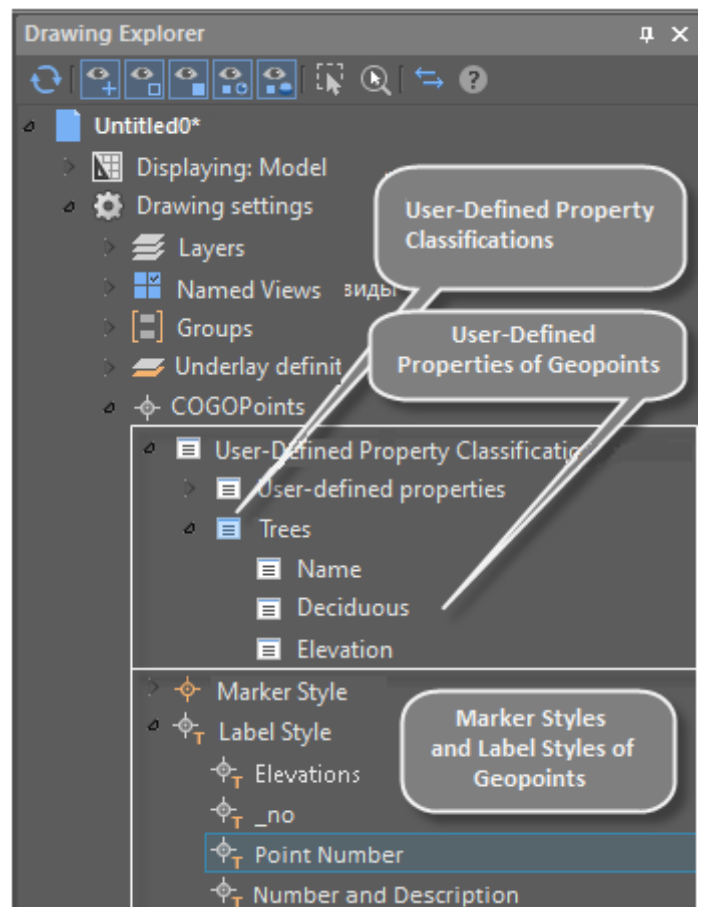 Drawing Explorer
Untitled0*
Displaying: Model
Drawing settings
User-Defined Property
Classifications
Layers
Named Views виды
Groups
User-Defined
Properties of Geopoints
Underlay definit
COGOPoints
User-Defined Property Classificatio
User-defined properties
Trees
Name
Deciduous
Elevation
Marker Style
Label Style
Marker Styles
and Label Styles of
Geopoints
Elevations
_no
Point Number
Number and Description